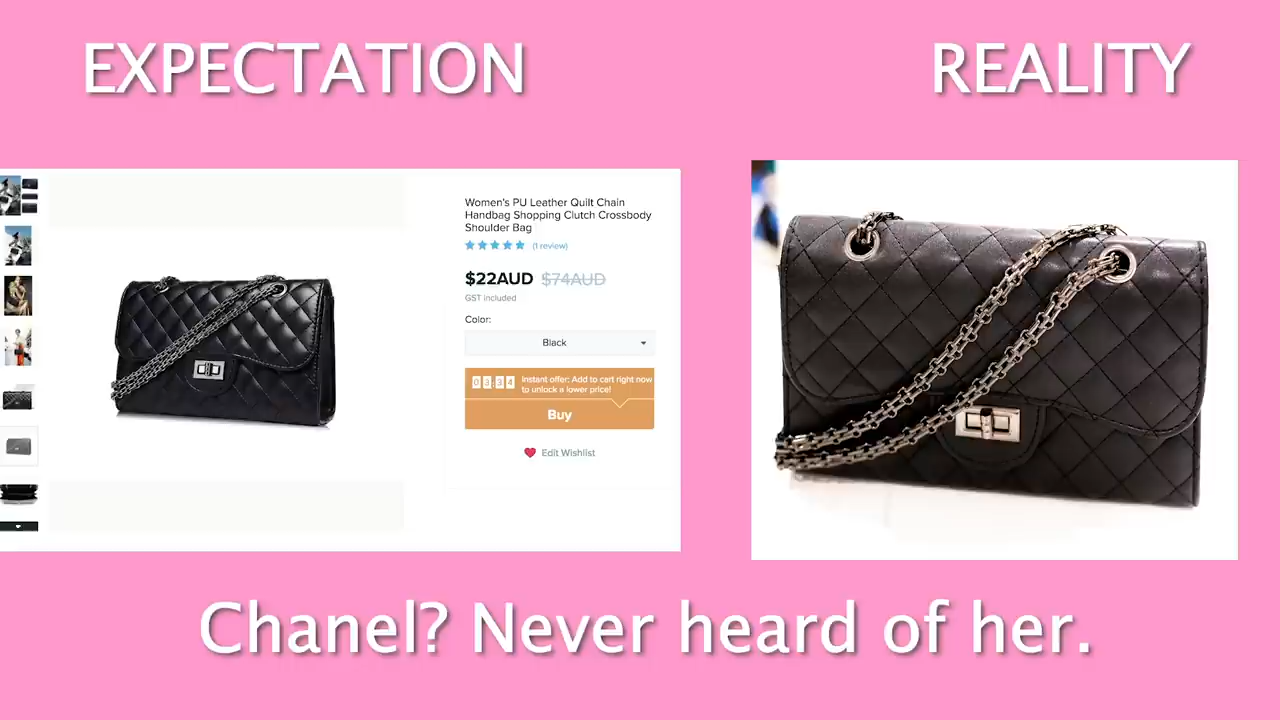 EXPECTATION
REALITY
Women's PU Leather Quilt Chain
Handbag Shopping Clutch Crossbody
Shoulder Bag
(1 review)
$22AUD $74AUD
GST included
Color:
Black
03:34 Instant offer: Add to cart right now
to unlock a lower price!
Buy
Edit Wishlist
Chanel? Never heard of her.